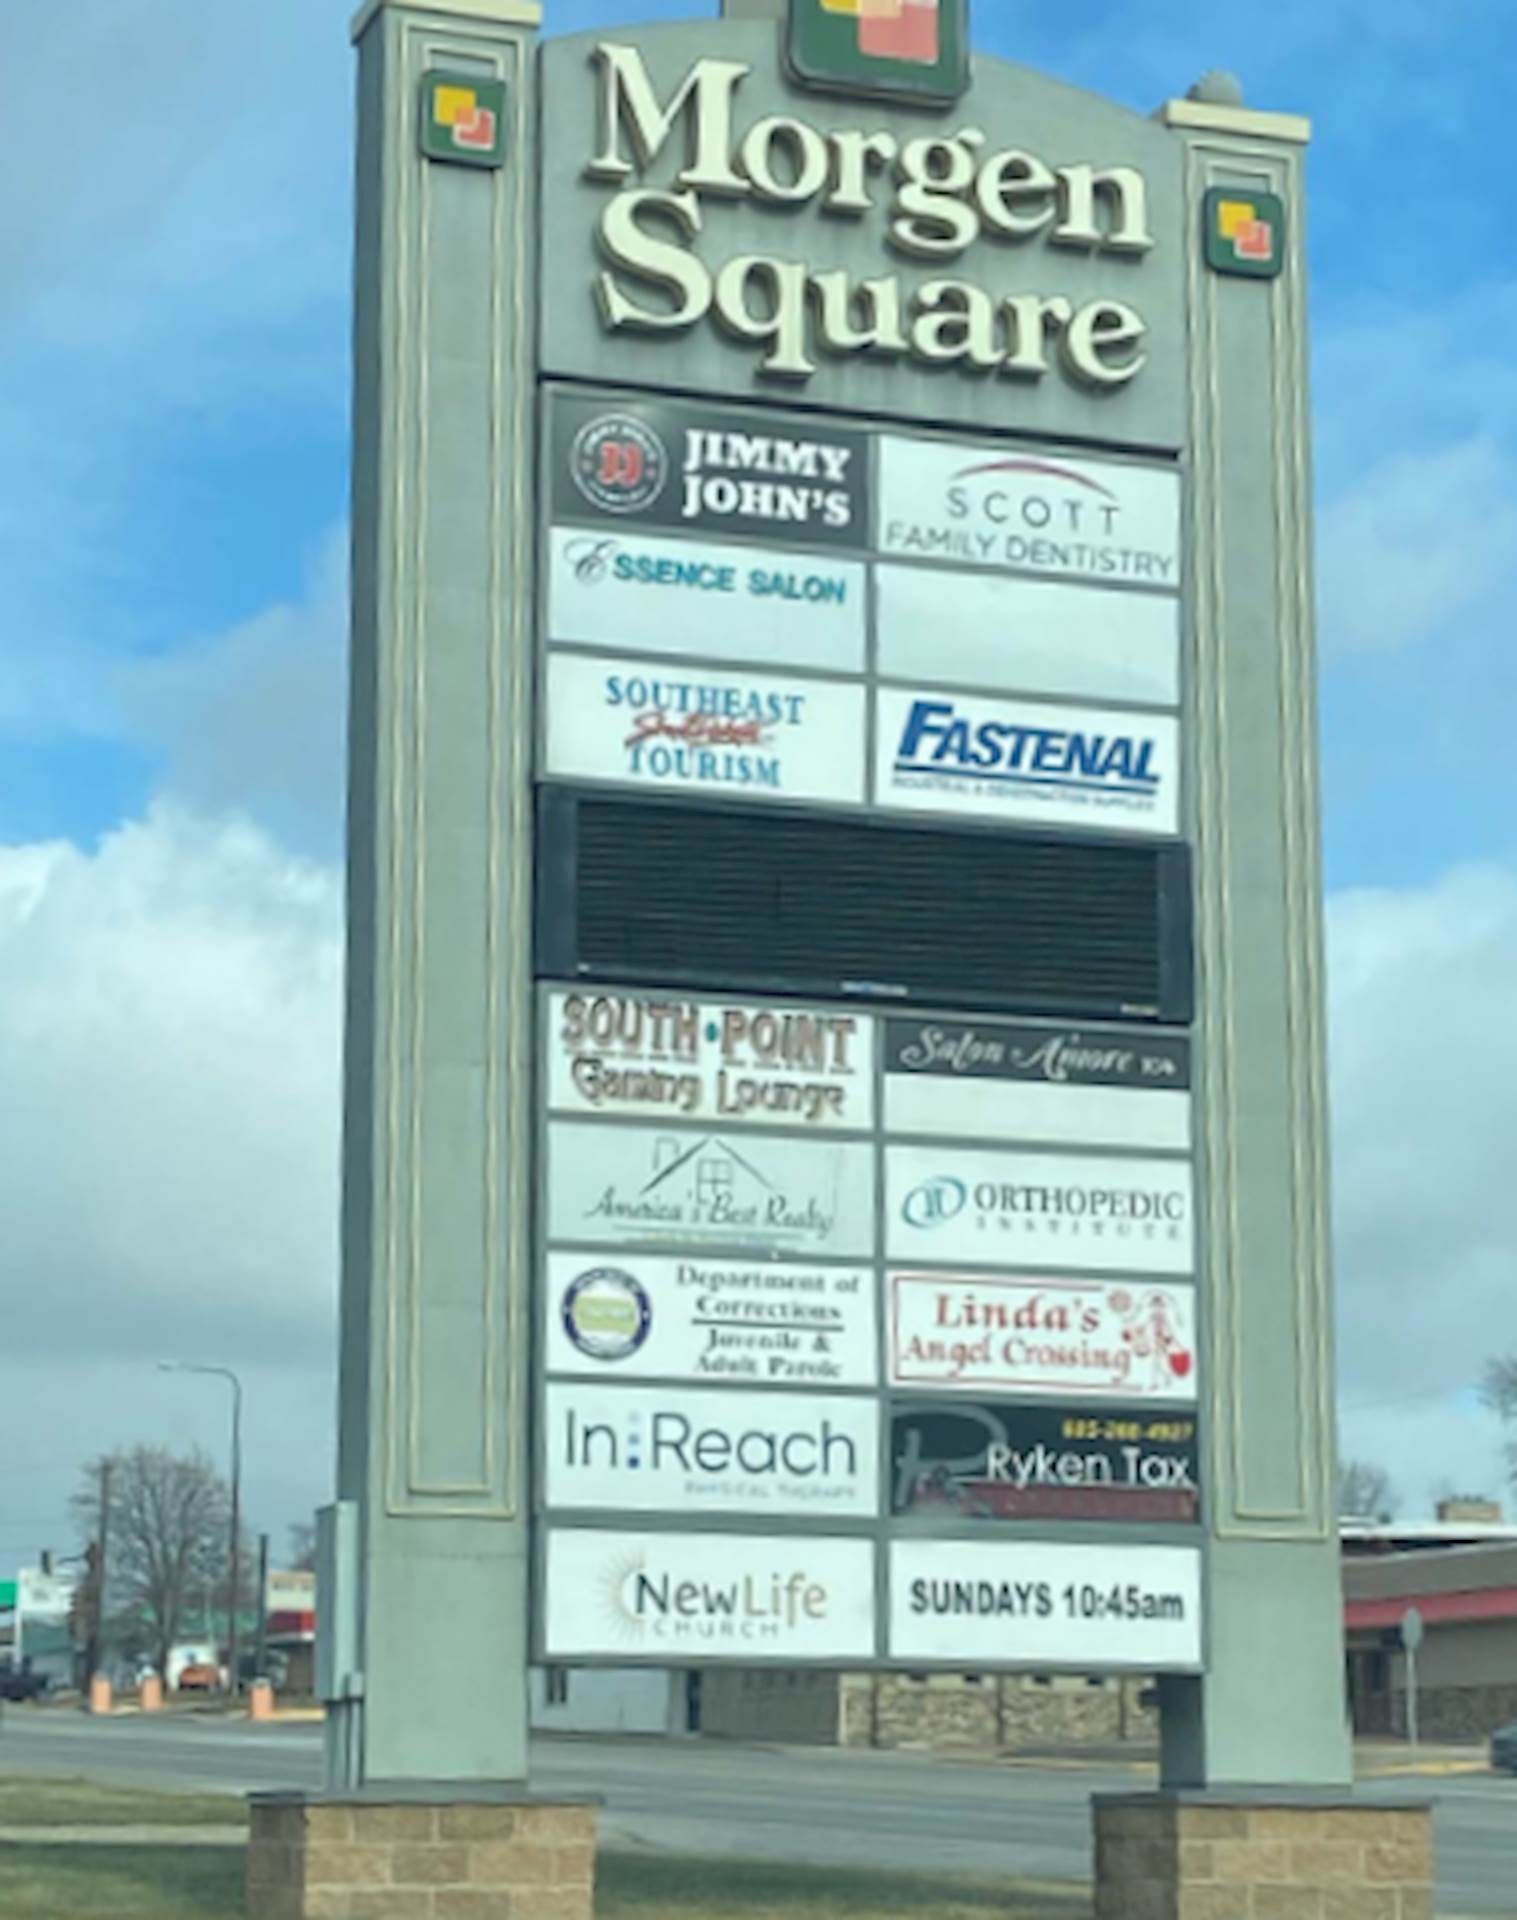 Morgen
Square
JIMMY
JOHN'S
SCOTT
FAMILY DENTISTRY
ESSENCE SALON
SOUTHEAST
TOURISM
FASTENAL
SOUTH • POINT
Gaming Lounge
Salon Amore
America's Best Realty
ORTHOPEDIC
INSTITUTE
Department of
Corrections
Juvenile &
Adult Parole
Linda's
Angel Crossing
In:Reach
PHYSICAL THERAPY
Ryken Tax
NewLife
CHURCH
SUNDAYS 10:45am